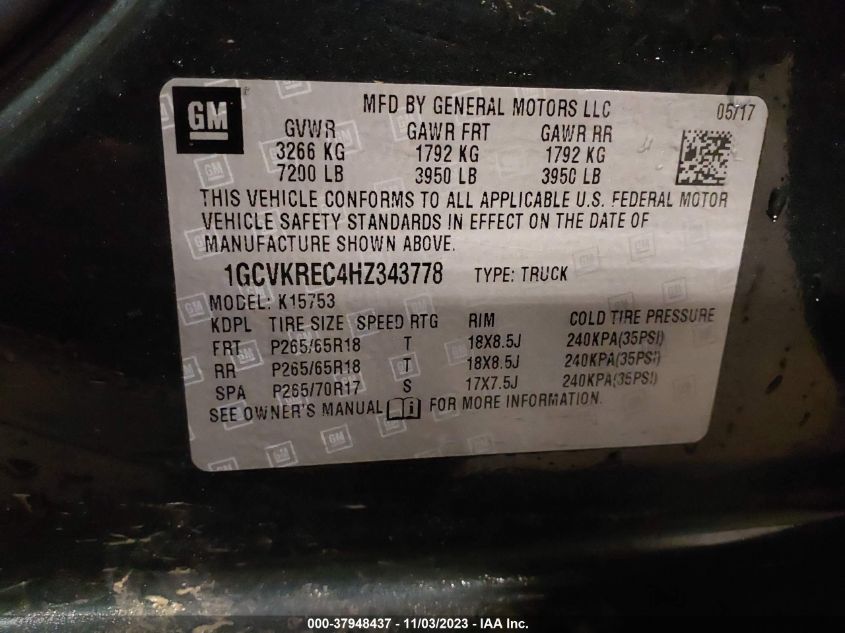 GM
MFD BY GENERAL MOTORS LLC 05/17
GVWR GAWR FRT GAWR RR
3266 KG 1792 KG 1792 KG
7200 LB 3950 LB 3950 LB
THIS VEHICLE CONFORMS TO ALL APPLICABLE U.S. FEDERAL MOTOR
VEHICLE SAFETY STANDARDS IN EFFECT ON THE DATE OF
MANUFACTURE SHOWN ABOVE.
1GCVKREC4HZ343778 TYPE: TRUCK
MODEL: K15753
KDPL TIRE SIZE SPEED RTG RIM COLD TIRE PRESSURE
FRT P265/65R18 T 18X8.5J 240KPA(35PSI)
RR P265/65R18 T 18X8.5J 240KPA(35PSI)
SPA P265/70R17 S 17X7.5J 240KPA(35PSI)
SEE OWNER'S MANUAL i FOR MORE INFORMATION.
000-37948437 - 11/03/2023 - IAA Inc.